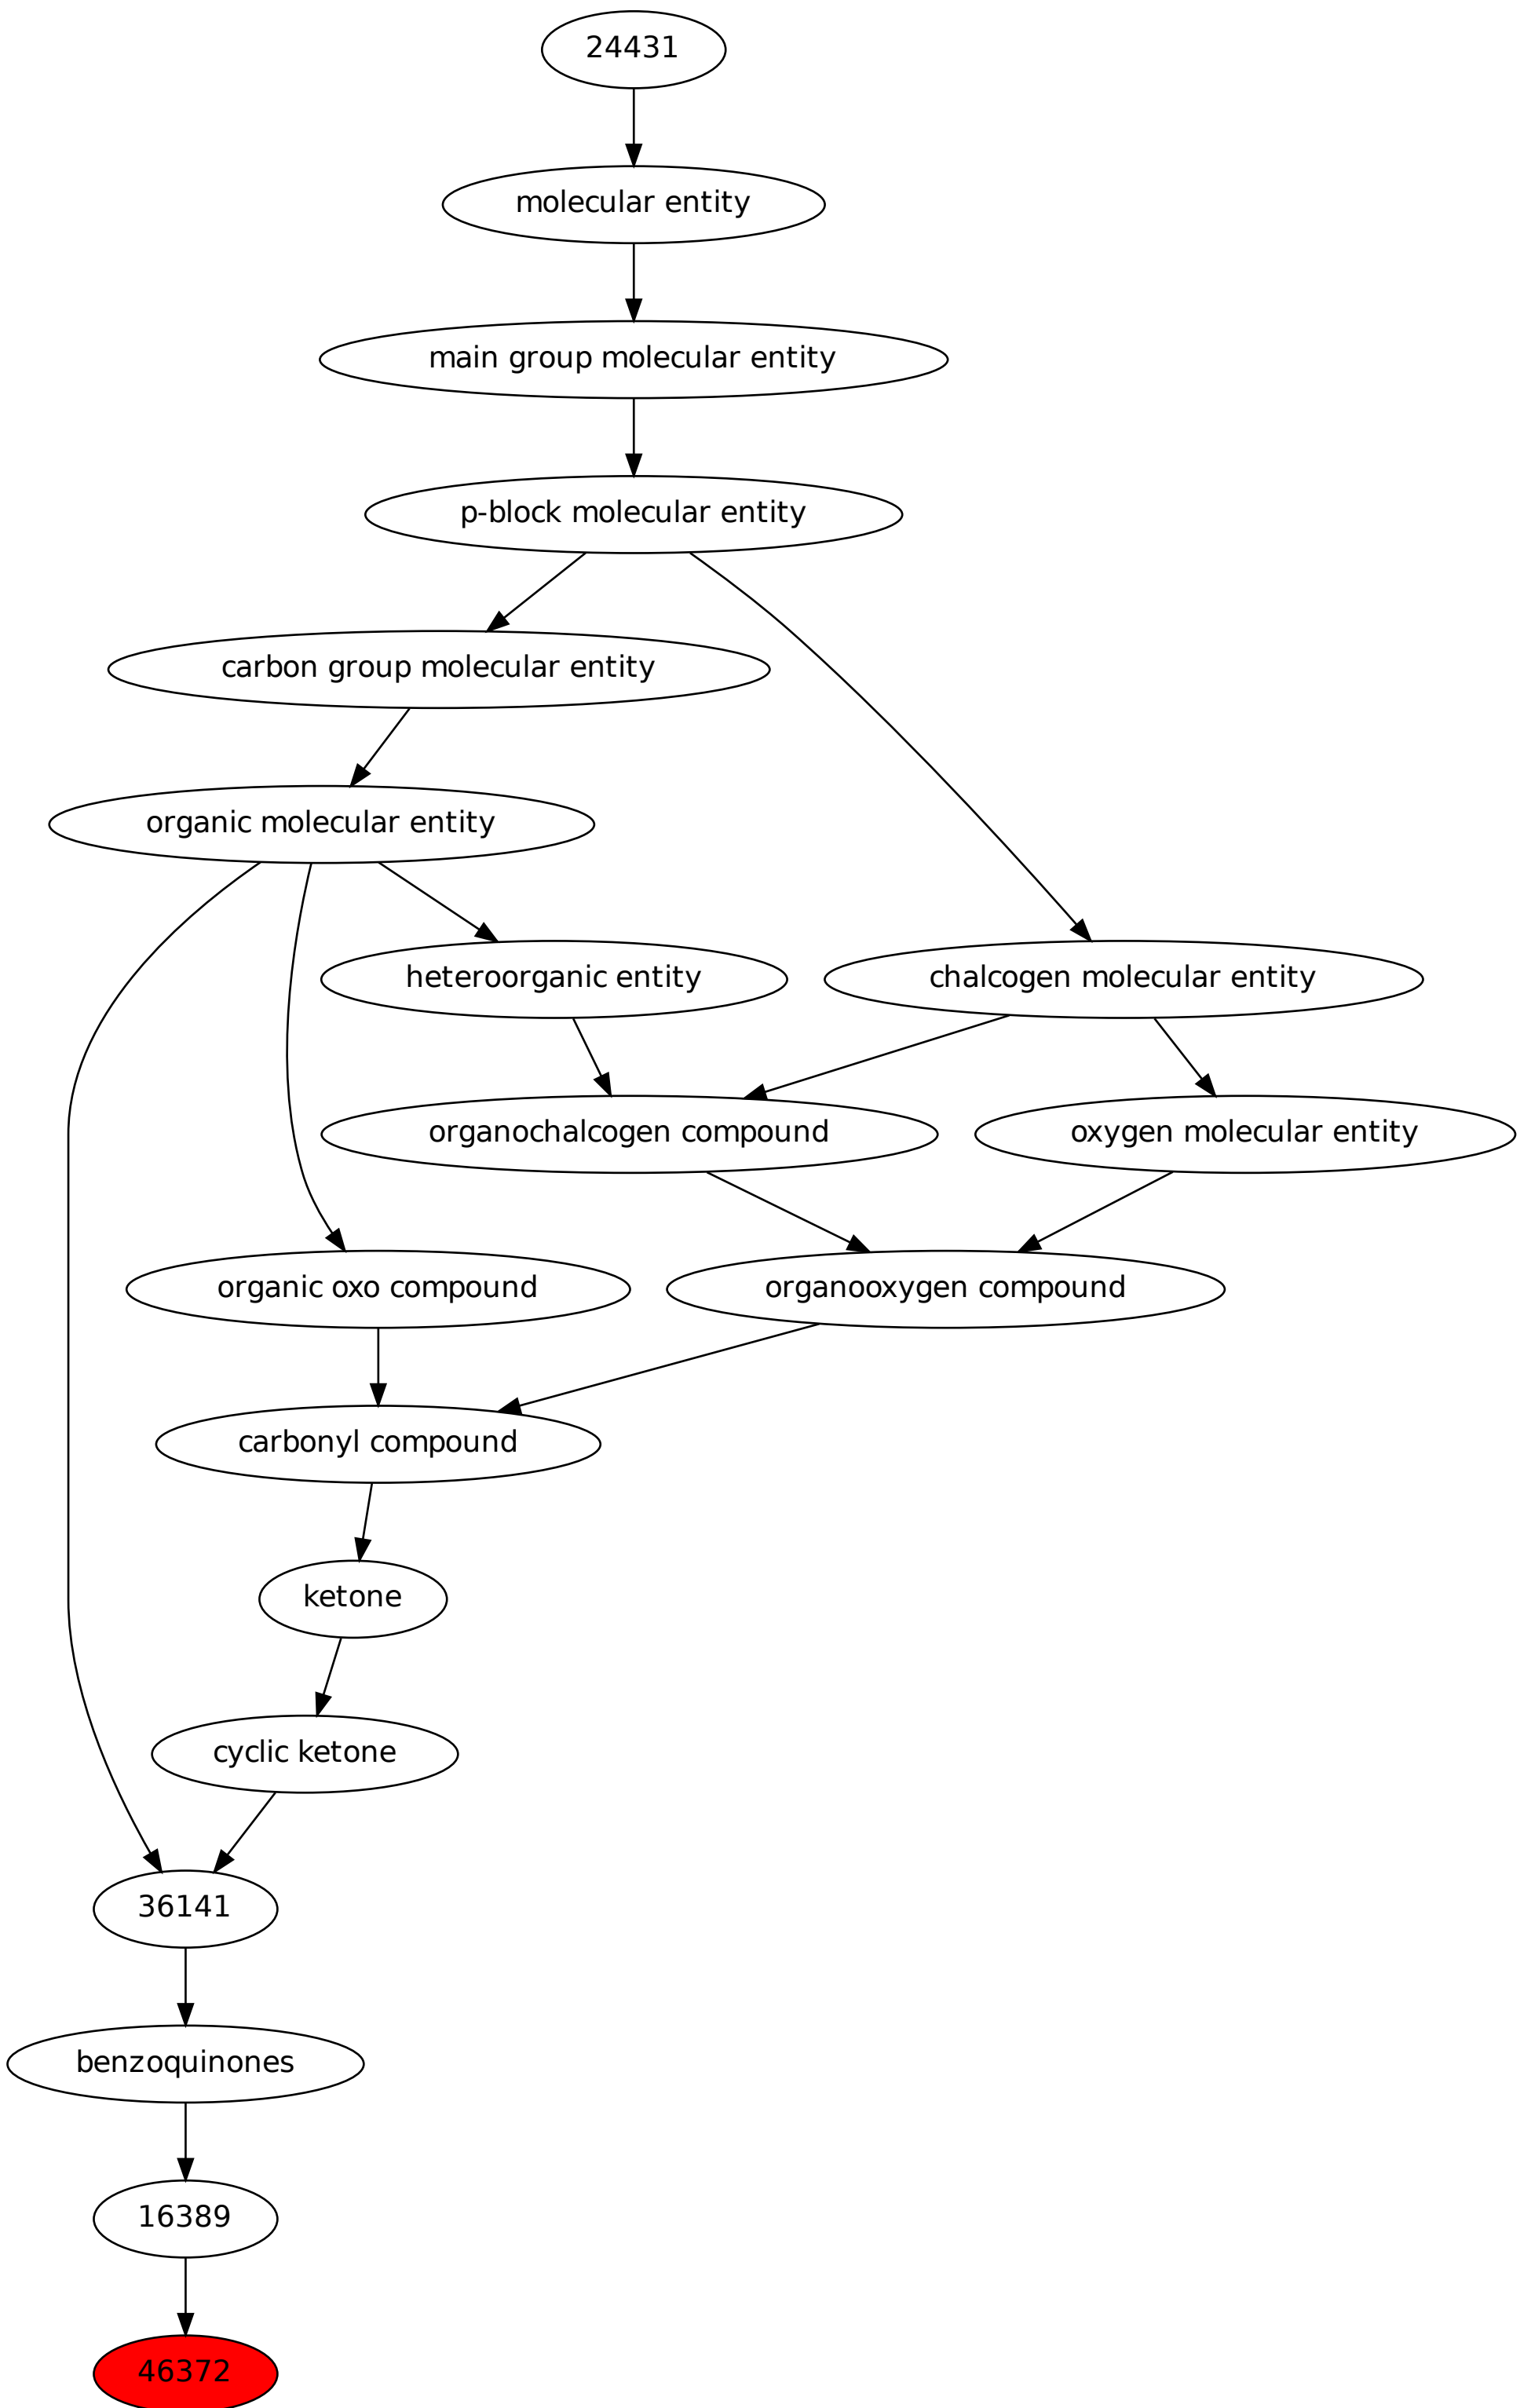 24431
molecular entity
main group molecular entity
p-block molecular entity
carbon group molecular entity
organic molecular entity
heteroorganic entity
chalcogen molecular entity
organochalcogen compound
oxygen molecular entity
organic oxo compound
organooxygen compound
carbonyl compound
ketone
cyclic ketone
36141
benzoquinones
16389
46372